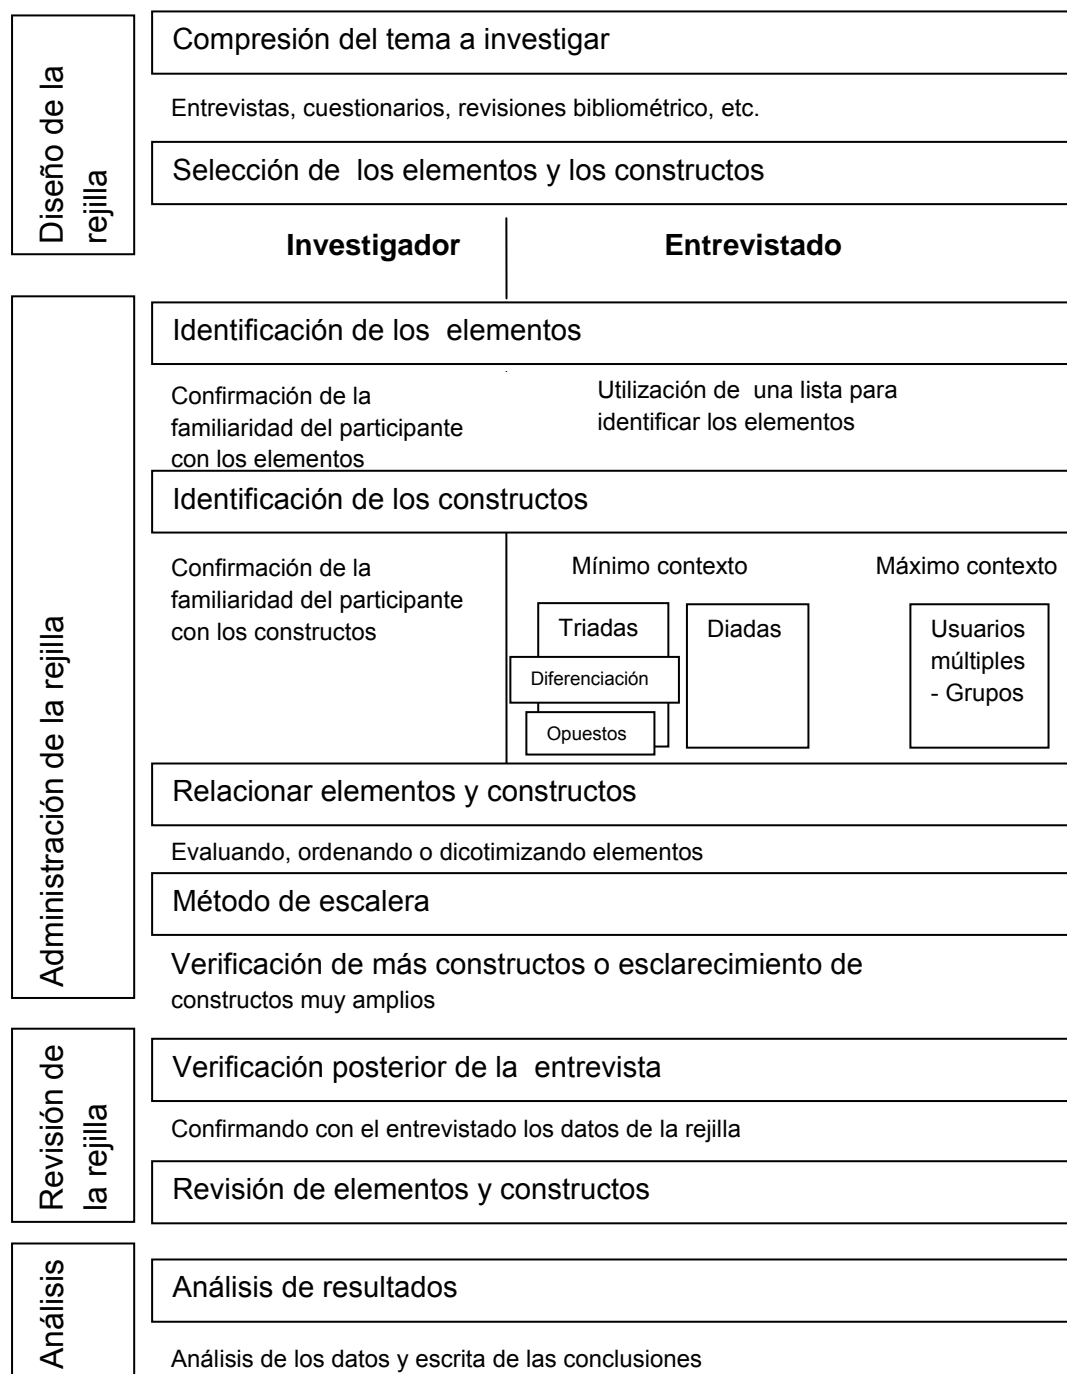 Diseño de la
rejilla
Compresión del tema a investigar
Entrevistas, cuestionarios, revisiones bibliométrico, etc.
Selección de los elementos y los constructos
Investigador
Entrevistado
Administración de la rejilla
Identificación de los elementos
Confirmación de la
familiaridad del participante
con los elementos
Utilización de una lista para
identificar los elementos
Identificación de los constructos
Confirmación de la
familiaridad del participante
con los constructos
Mínimo contexto
Triadas
Diferenciación
Opuestos
Diadas
Máximo contexto
Usuarios
múltiples
- Grupos
Relacionar elementos y constructos
Evaluando, ordenando o dicotimizando elementos
Método de escalera
Verificación de más constructos o esclarecimiento de
constructos muy amplios
Revisión de
la rejilla
Verificación posterior de la entrevista
Confirmando con el entrevistado los datos de la rejilla
Revisión de elementos y constructos
Análisis
Análisis de resultados
Análisis de los datos y escrita de las conclusiones